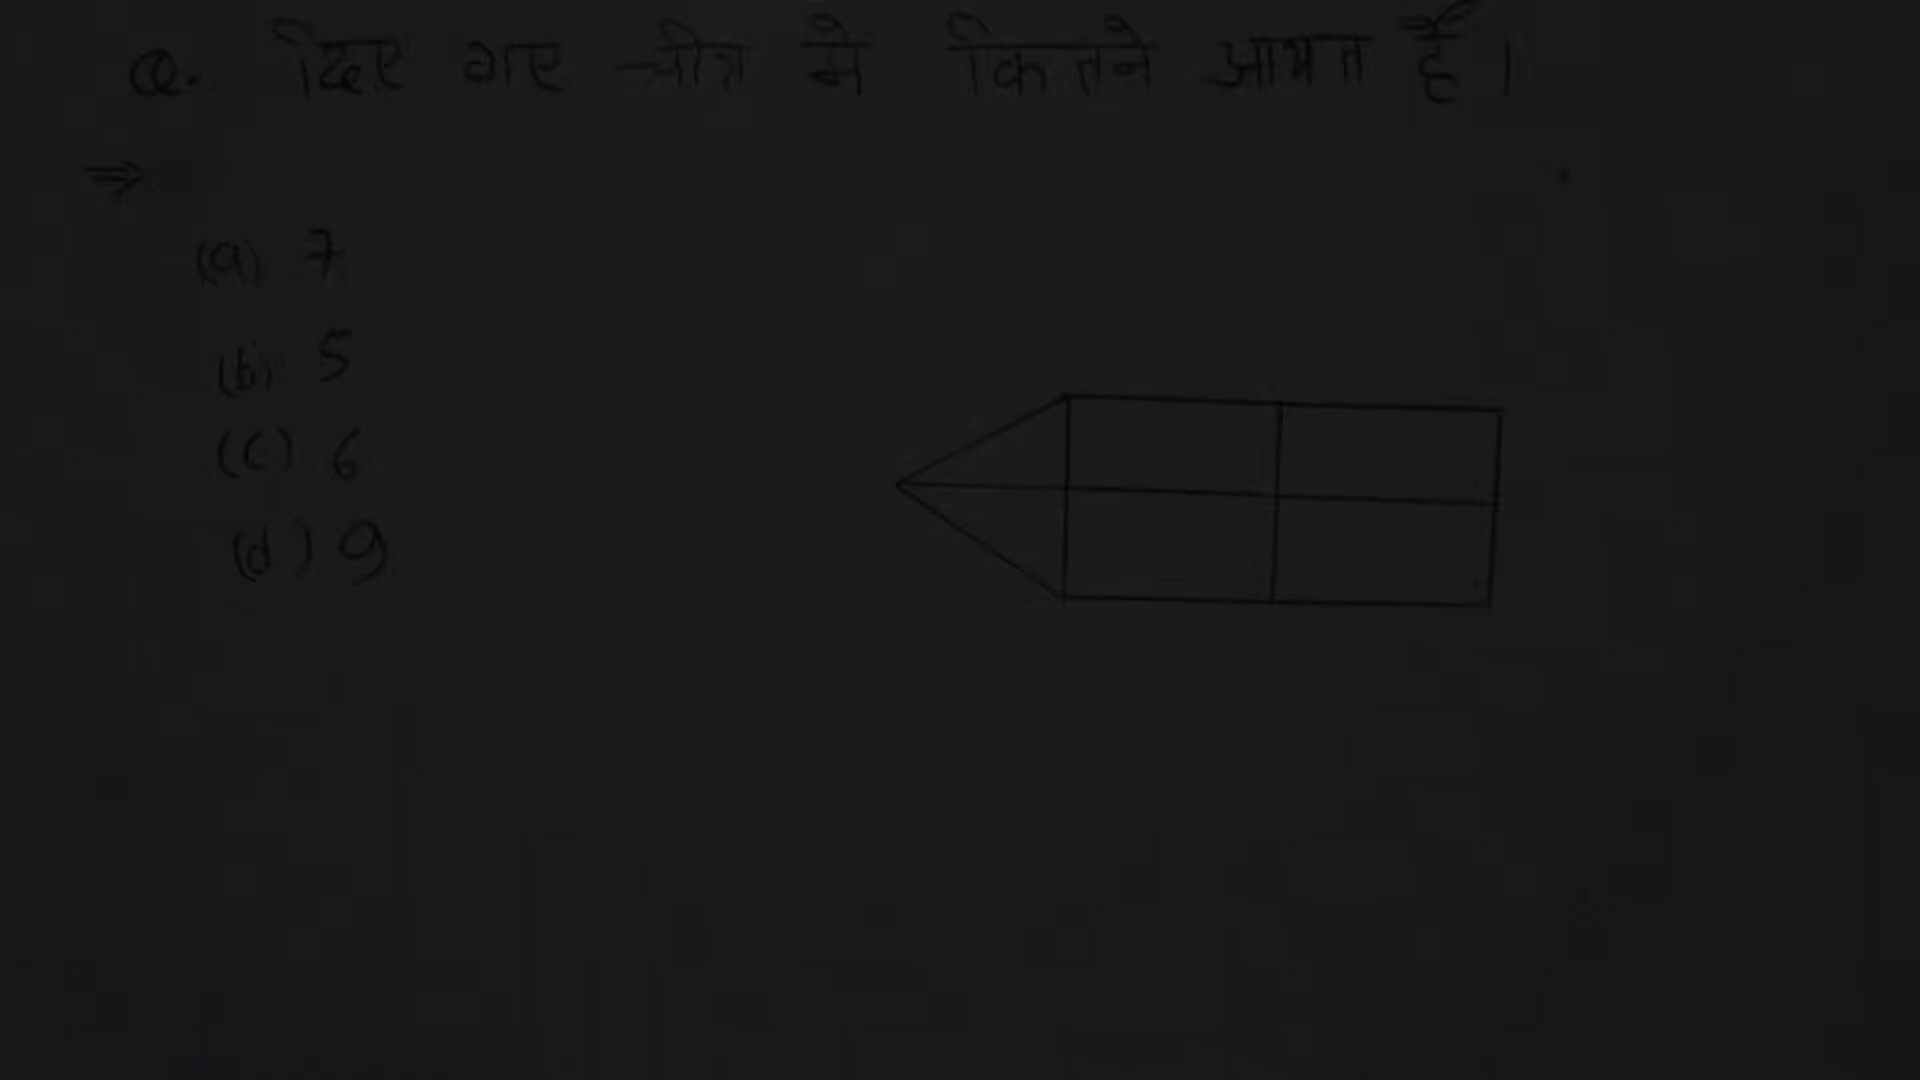 Q. दिए गए चीत्र में कितने आयत हैं।
⇒
(a) 7
(b) 5
(c) 6
(d) 9